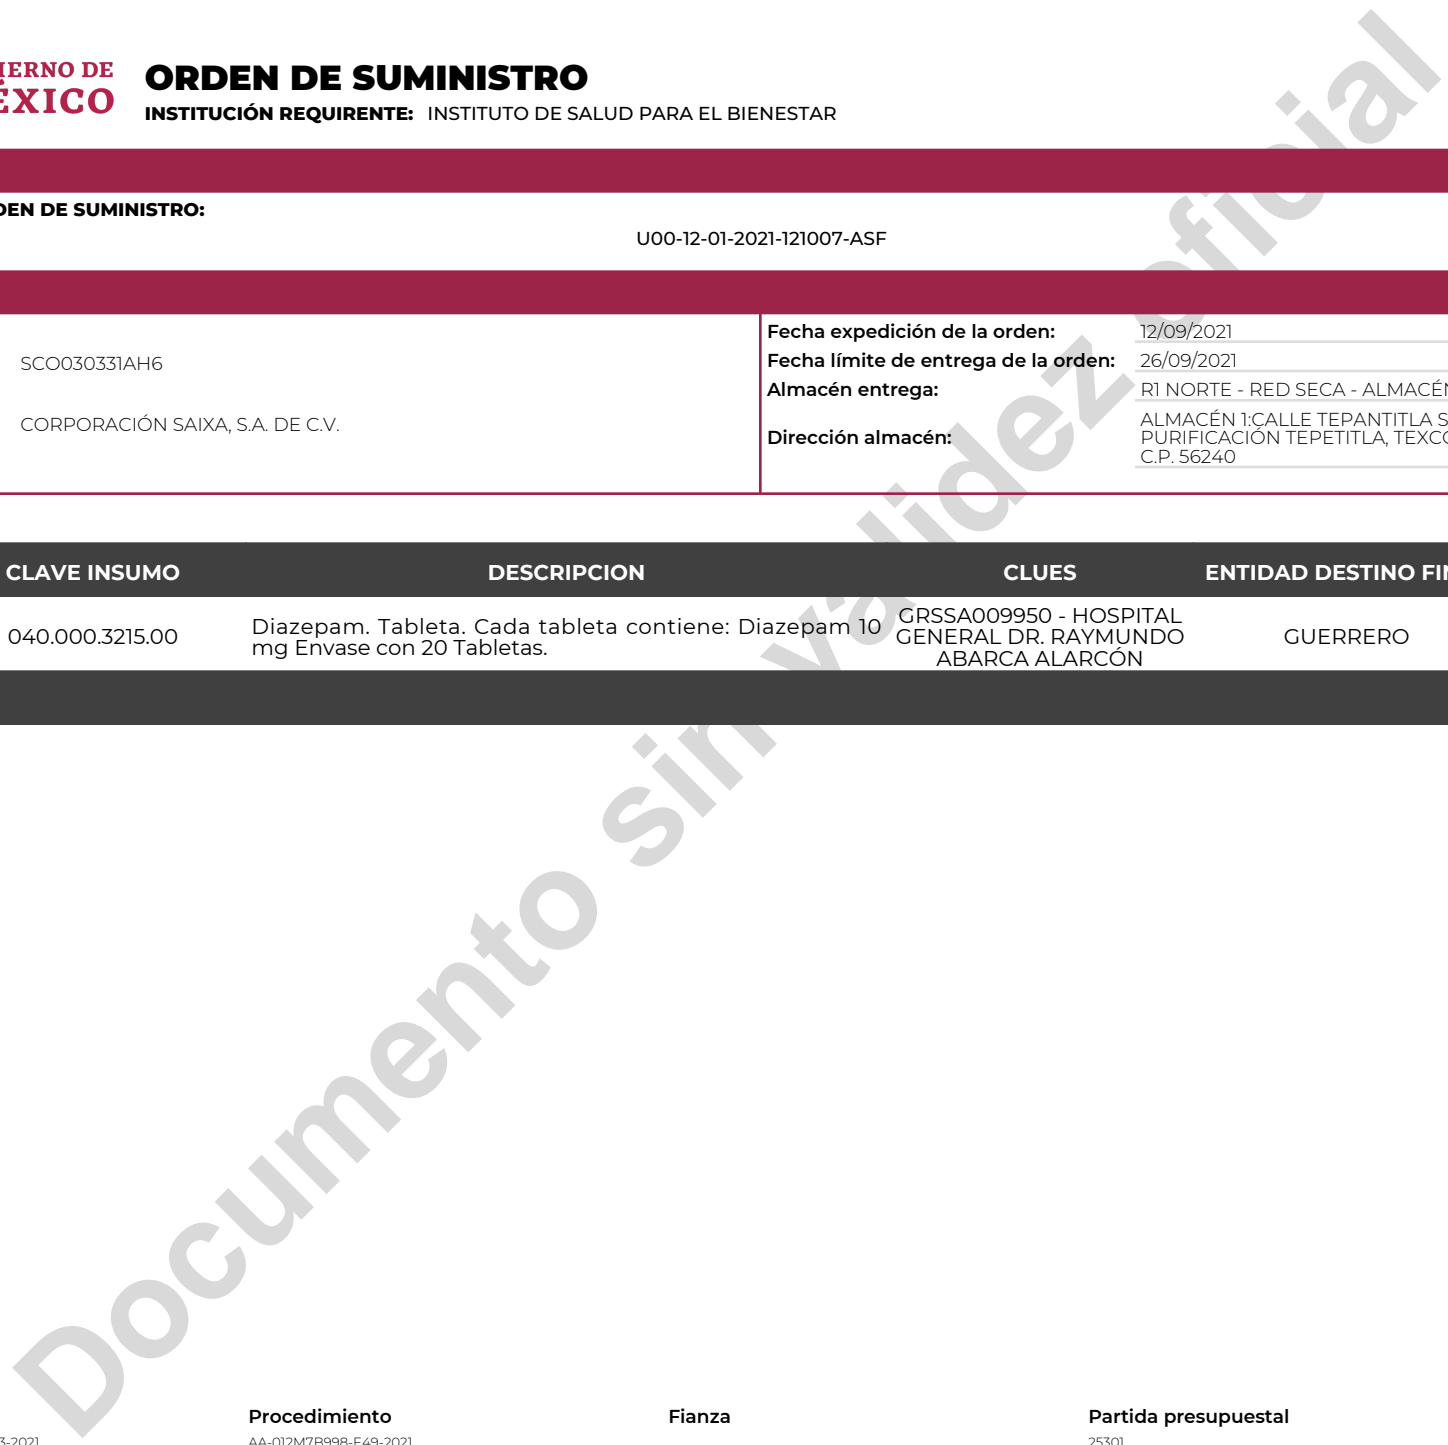 IERNO DE
ÉXICO
ORDEN DE SUMINISTRO
INSTITUCIÓN REQUIRENTE: INSTITUTO DE SALUD PARA EL BIENESTAR
DEN DE SUMINISTRO:
U00-12-01-2021-121007-ASF
SCO030331AH6
CORPORACIÓN SAIXA, S.A. DE C.V.
Fecha expedición de la orden: 12/09/2021
Fecha límite de entrega de la orden: 26/09/2021
Almacén entrega: R1 NORTE - RED SECA - ALMACÉN
Dirección almacén: ALMACÉN 1:CALLE TEPANTITLA S
PURIFICACIÓN TEPETITLA, TEXCO
C.P. 56240
CLAVE INSUMO DESCRIPCION CLUES ENTIDAD DESTINO FIN
040.000.3215.00
Diazepam. Tableta. Cada tableta contiene: Diazepam 10
mg Envase con 20 Tabletas.
GRSSA009950 - HOSPITAL
GENERAL DR. RAYMUNDO
ABARCA ALARCÓN
GUERRERO
Documento sin validez oficial
Procedimiento Fianza Partida presupuestal
3-2021 AA-012M7B998-E49-2021 25301